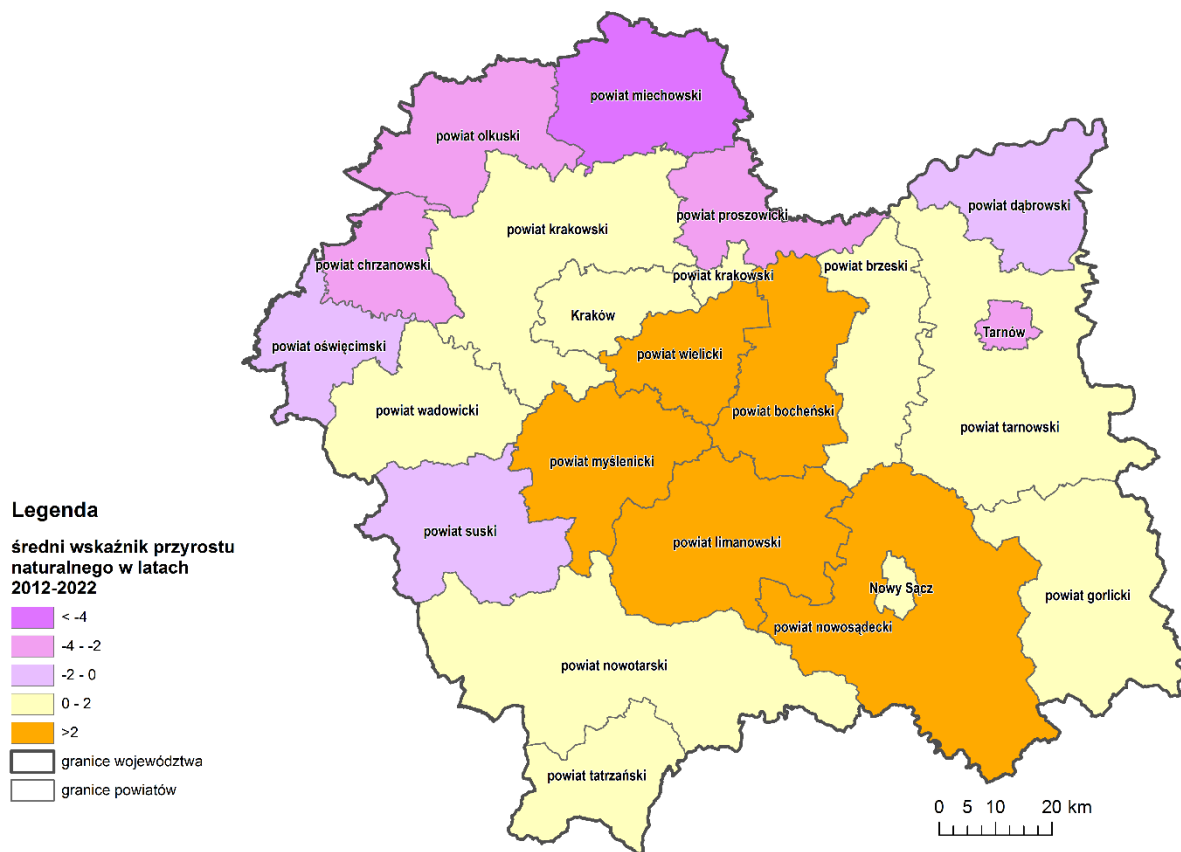 powiat miechowski
powiat olkuski
powiat dąbrowski
powiat proszowicki
powiat krakowski
powiat chrzanowski
powiat brzeski
powiat krakowski
Kraków
Tarnów
powiat oświęcimski
powiat wielicki
powiat wadowicki
powiat bocheński
powiat tarnowski
powiat myślenicki
powiat suski
powiat limanowski
Nowy Sącz
powiat gorlicki
powiat nowosądecki
powiat nowotarski
powiat tatrzański
Legenda
średni wskaźnik przyrostu
naturalnego w latach
2012-2022
< -4
-4 - -2
-2 - 0
0 - 2
>2
granice województwa
granice powiatów
0 5 10 20 km